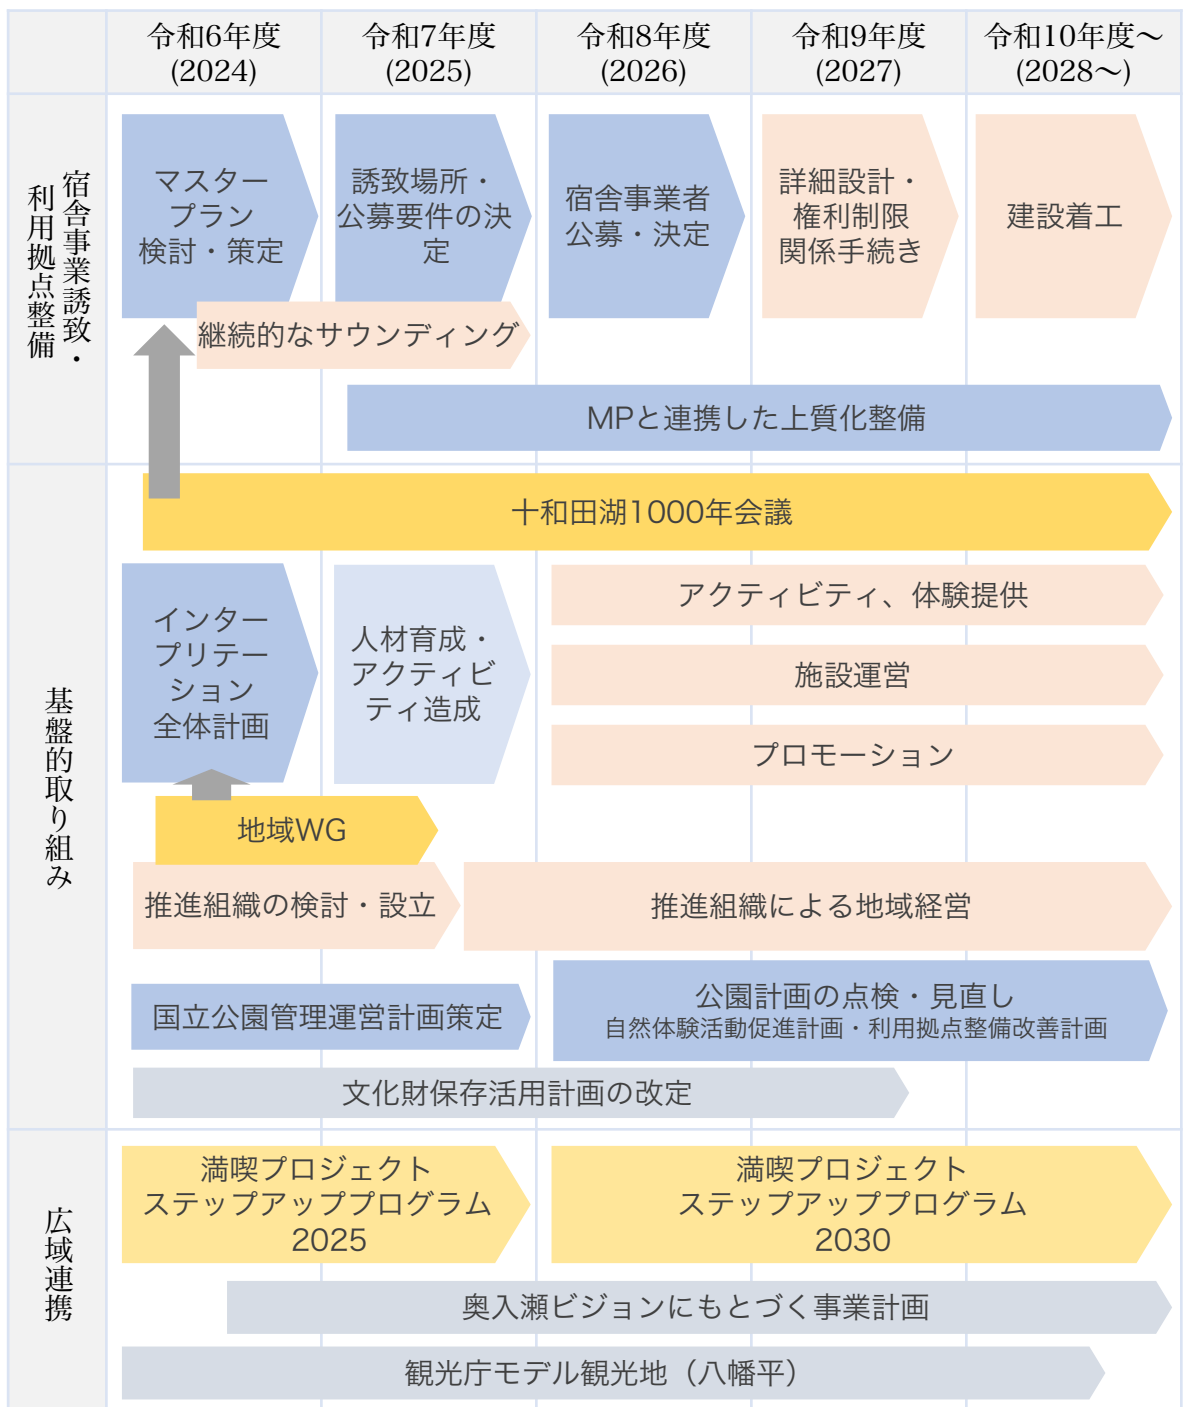 令和6年度
(2024)
令和7年度
(2025)
令和8年度
(2026)
令和9年度
(2027)
令和10年度～
(2028～)
宿舎事業誘致・
利用拠点整備
マスター
プラン
検討・策定
誘致場所・
公募要件の決
定
宿舎事業者
公募・決定
詳細設計・
権利制限
関係手続き
建設着工
継続的なサウンディング
MPと連携した上質化整備
基盤的取り組み
十和田湖1000年会議
インター
プリテー
ション
全体計画
人材育成・
アクティビ
ティ造成
アクティビティ、体験提供
施設運営
プロモーション
地域WG
推進組織の検討・設立
推進組織による地域経営
国立公園管理運営計画策定
公園計画の点検・見直し
自然体験活動促進計画・利用拠点整備改善計画
文化財保存活用計画の改定
広域連携
満喫プロジェクト
ステップアッププログラム
2025
満喫プロジェクト
ステップアッププログラム
2030
奥入瀬ビジョンにもとづく事業計画
観光庁モデル観光地（八幡平）